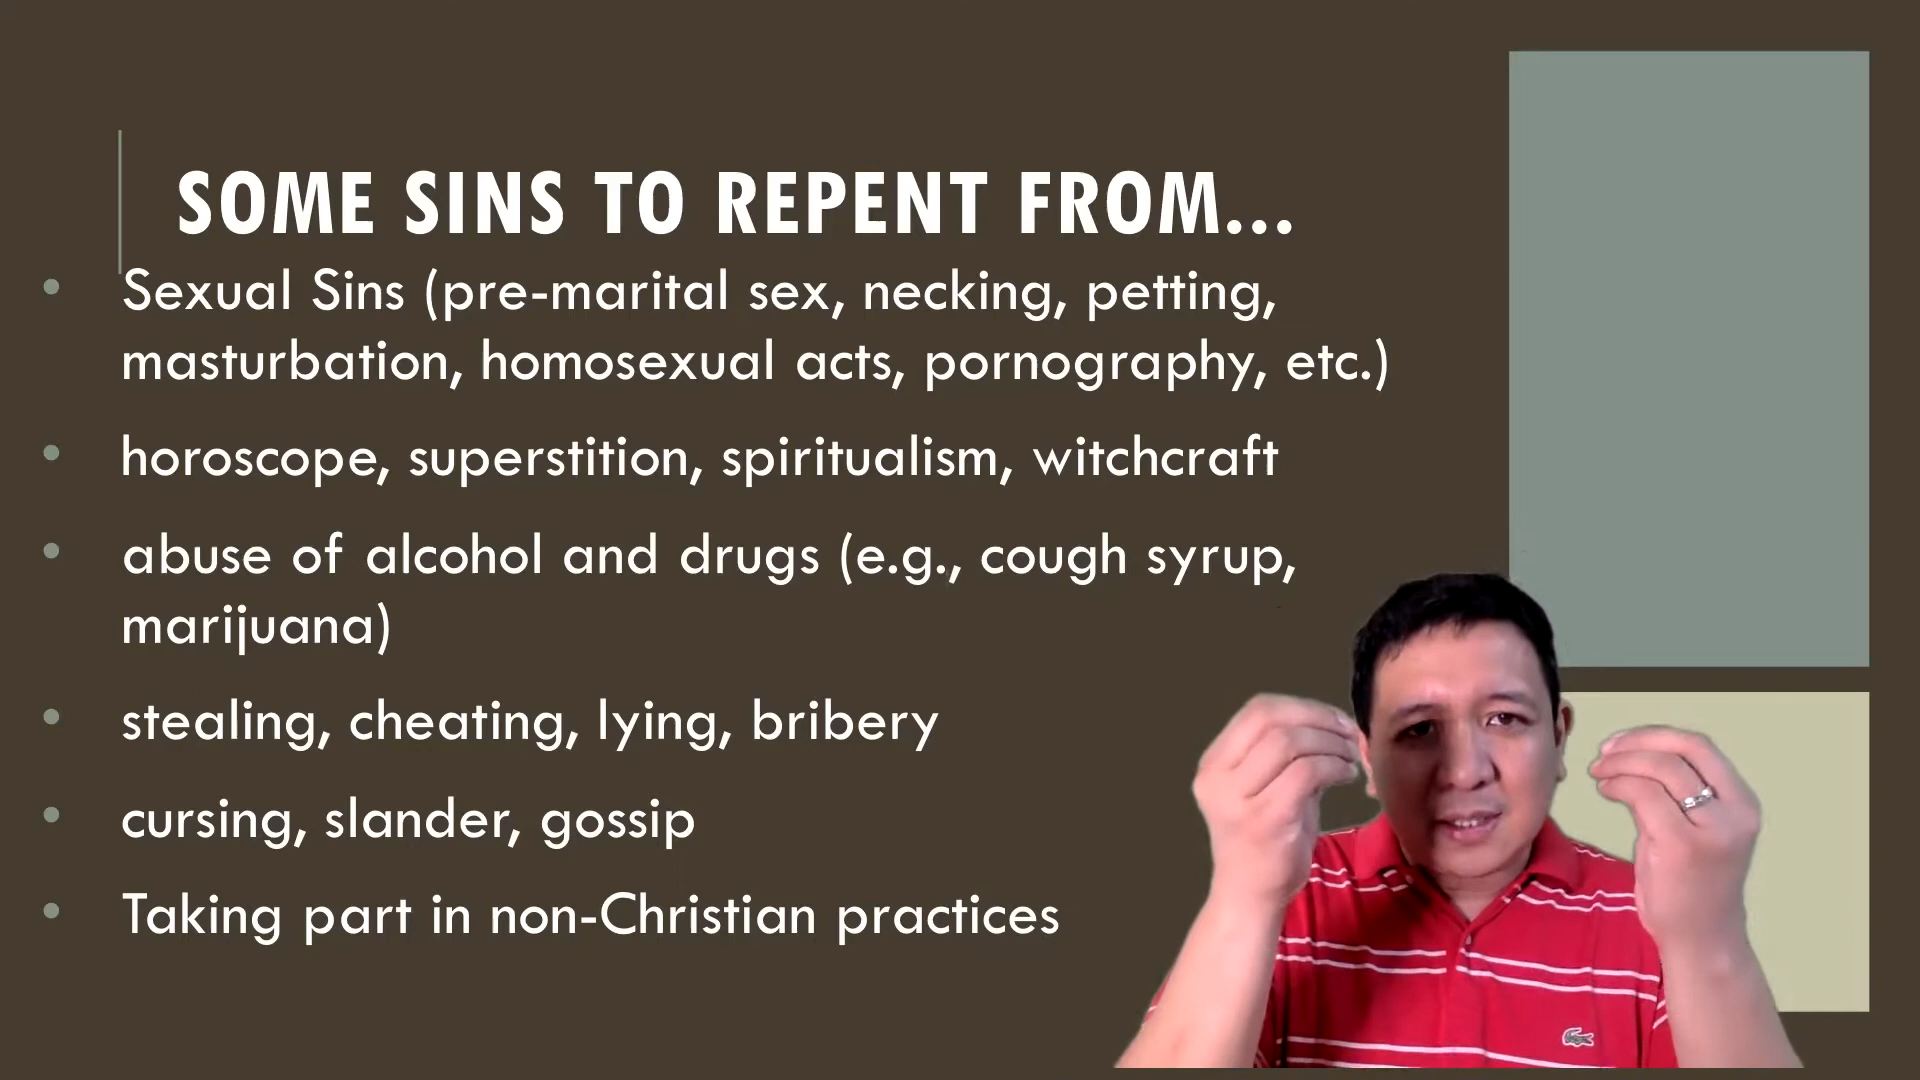 SOME SINS TO REPENT FROM...
• Sexual Sins (pre-marital sex, necking, petting,
masturbation, homosexual acts, pornography, etc.)
• horoscope, superstition, spiritualism, witchcraft
• abuse of alcohol and drugs (e.g., cough syrup,
marijuana)
• stealing, cheating, lying, bribery
• cursing, slander, gossip
• Taking part in non-Christian practices